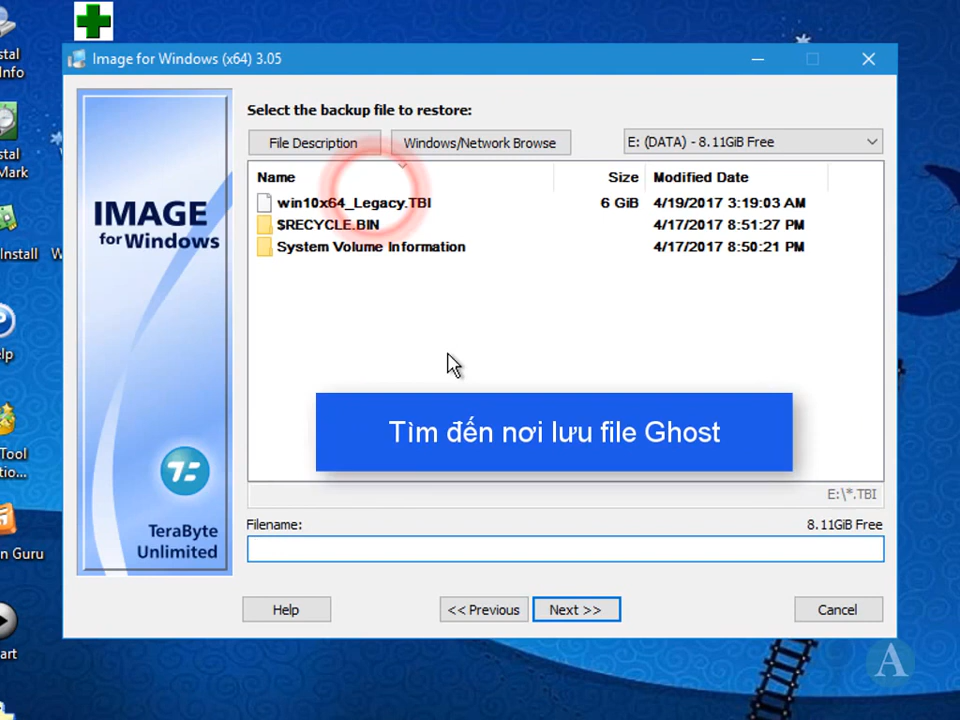 Image for Windows (x64) 3.05
Select the backup file to restore:
File Description
Windows/Network Browse
E: (DATA) - 8.11GiB Free
Name
Size
Modified Date
win10x64_Legacy.TBI
6 GiB
4/19/2017 3:19:03 AM
$RECYCLE.BIN
4/17/2017 8:51:27 PM
System Volume Information
4/17/2017 8:50:21 PM
IMAGE
for Windows
Tìm đến nơi lưu file Ghost
TeraByte
Unlimited
E:\*.TBI
Filename:
8.11GiB Free
Help
<< Previous
Next >>
Cancel
stal
Info
stal
Mark
Install
W
elp
Tool
tio...
n Guru
art
A